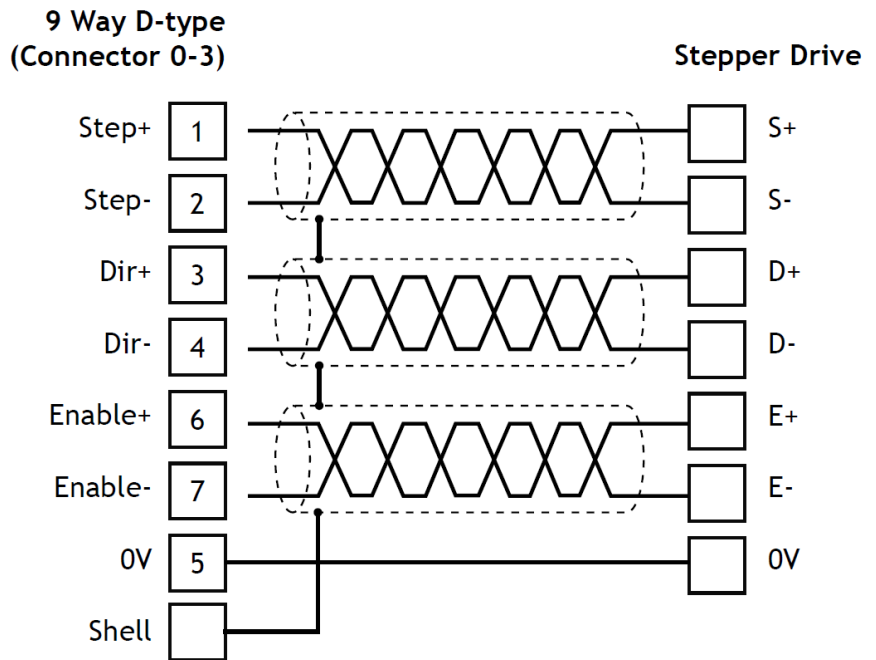 9 Way D-type
(Connector 0-3)
Stepper Drive
Step+ 1 S+
Step- 2 S-
Dir+ 3 D+
Dir- 4 D-
Enable+ 6 E+
Enable- 7 E-
0V 5 0V
Shell